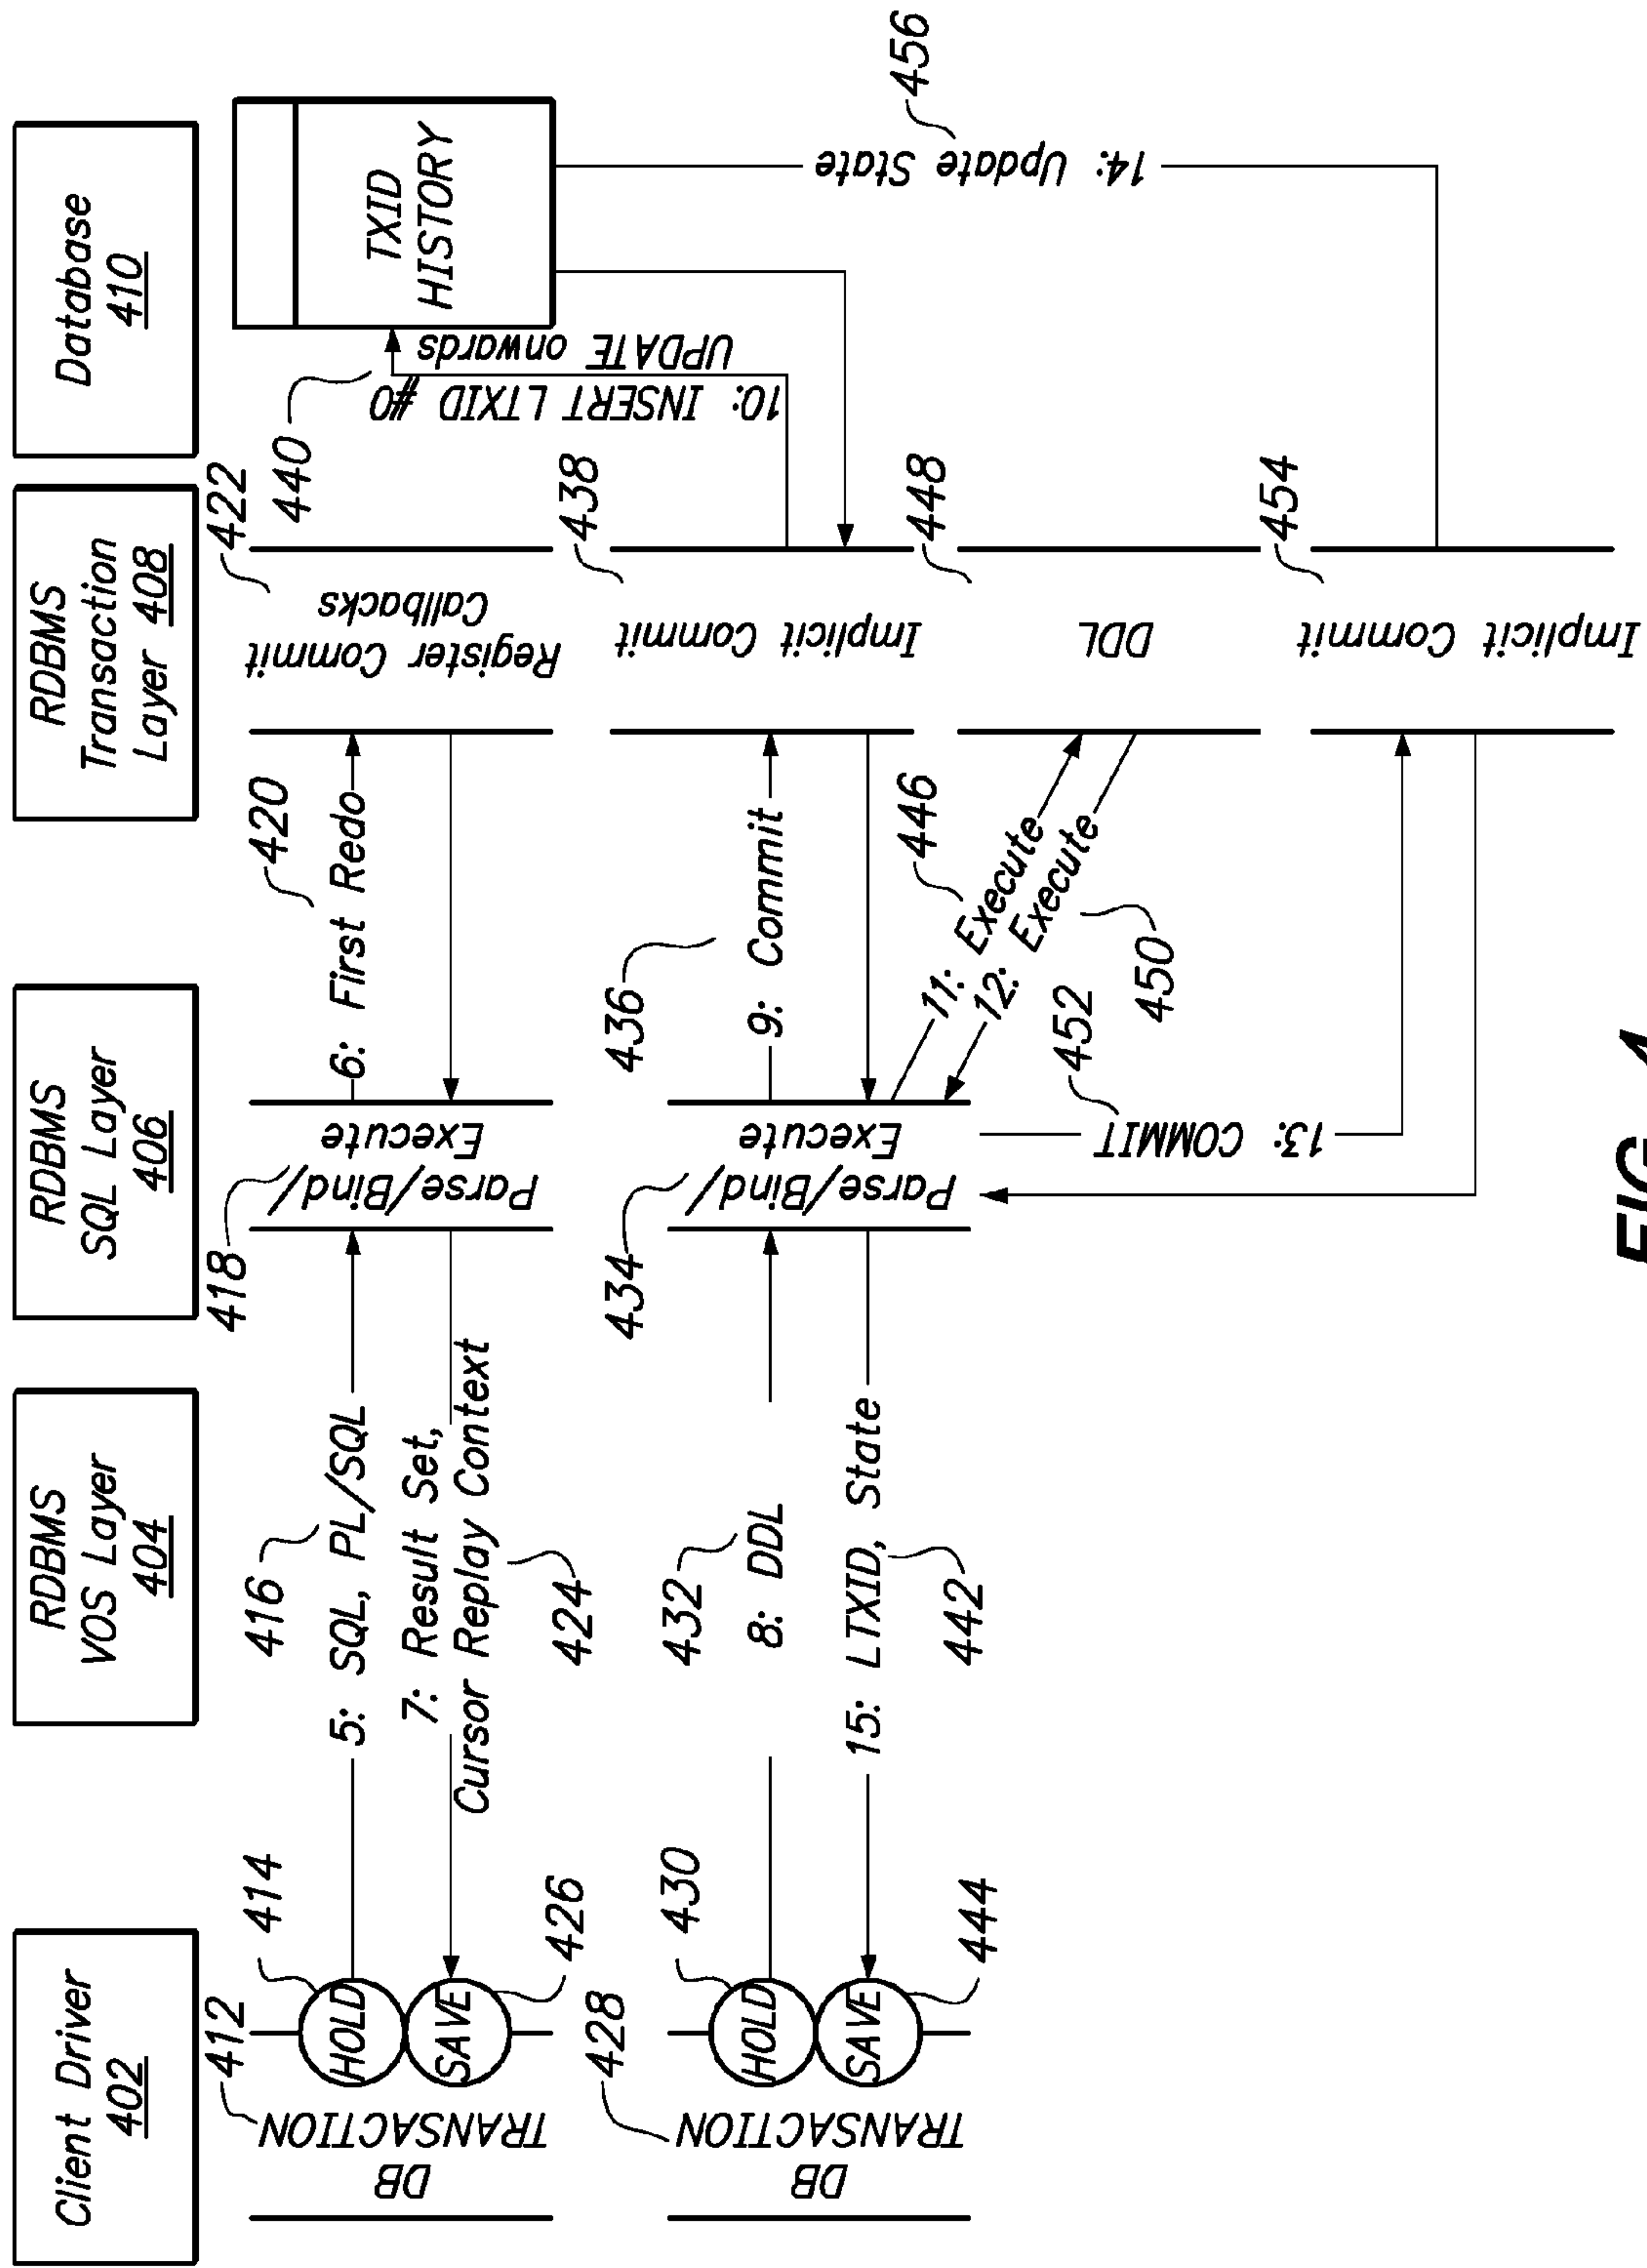 Client Driver
402
RDBMS
VOS Layer
404
RDBMS
SQL Layer
406
RDBMS
Transaction
Layer 408
Database
410
412
414
416
418
420
422
440
DB
TRANSACTION
HOLD
SAVE
5: SQL, PL/SQL
7: Result Set,
Cursor Replay Context
Parse/Bind/
Execute
6: First Redo
Register Commit
Callbacks
TXID
HISTORY
424
426
428
430
432
434
436
438
10: INSERT LTXID #0
UPDATE onwards
DB
TRANSACTION
HOLD
SAVE
8: DDL
15: LTXID, State
Parse/Bind/
Execute
9: Commit
Implicit Commit
442
444
446
448
11: Execute
12: Execute
DDL
450
452
13: COMMIT
454
Implicit Commit
14: Update State
456